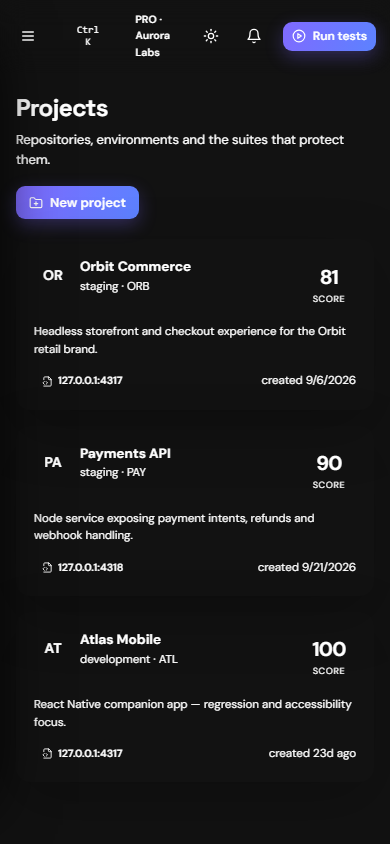 Ctrl
K
PRO ·
Aurora
Labs
Run tests
Projects
Repositories, environments and the suites that protect
them.
New project
OR
Orbit Commerce
staging · ORB
81
SCORE
Headless storefront and checkout experience for the Orbit
retail brand.
127.0.0.1:4317
created 9/6/2026
PA
Payments API
staging · PAY
90
SCORE
Node service exposing payment intents, refunds and
webhook handling.
127.0.0.1:4318
created 9/21/2026
AT
Atlas Mobile
development · ATL
100
SCORE
React Native companion app — regression and accessibility
focus.
127.0.0.1:4317
created 23d ago